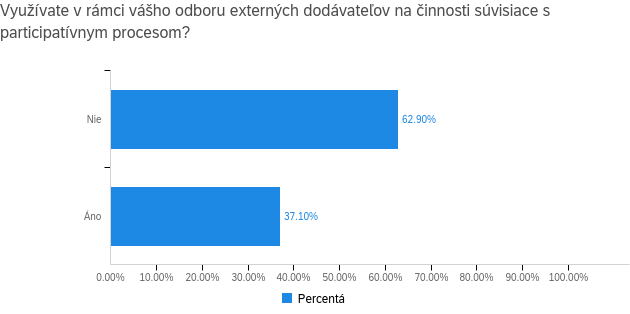 Využívate v rámci vášho odboru externých dodávateľov na činnosti súvisiace s
participatívnym procesom?
Nie
62.90%
Áno
37.10%
0.00% 10.00% 20.00% 30.00% 40.00% 50.00% 60.00% 70.00% 80.00% 90.00% 100.00%
Percentá